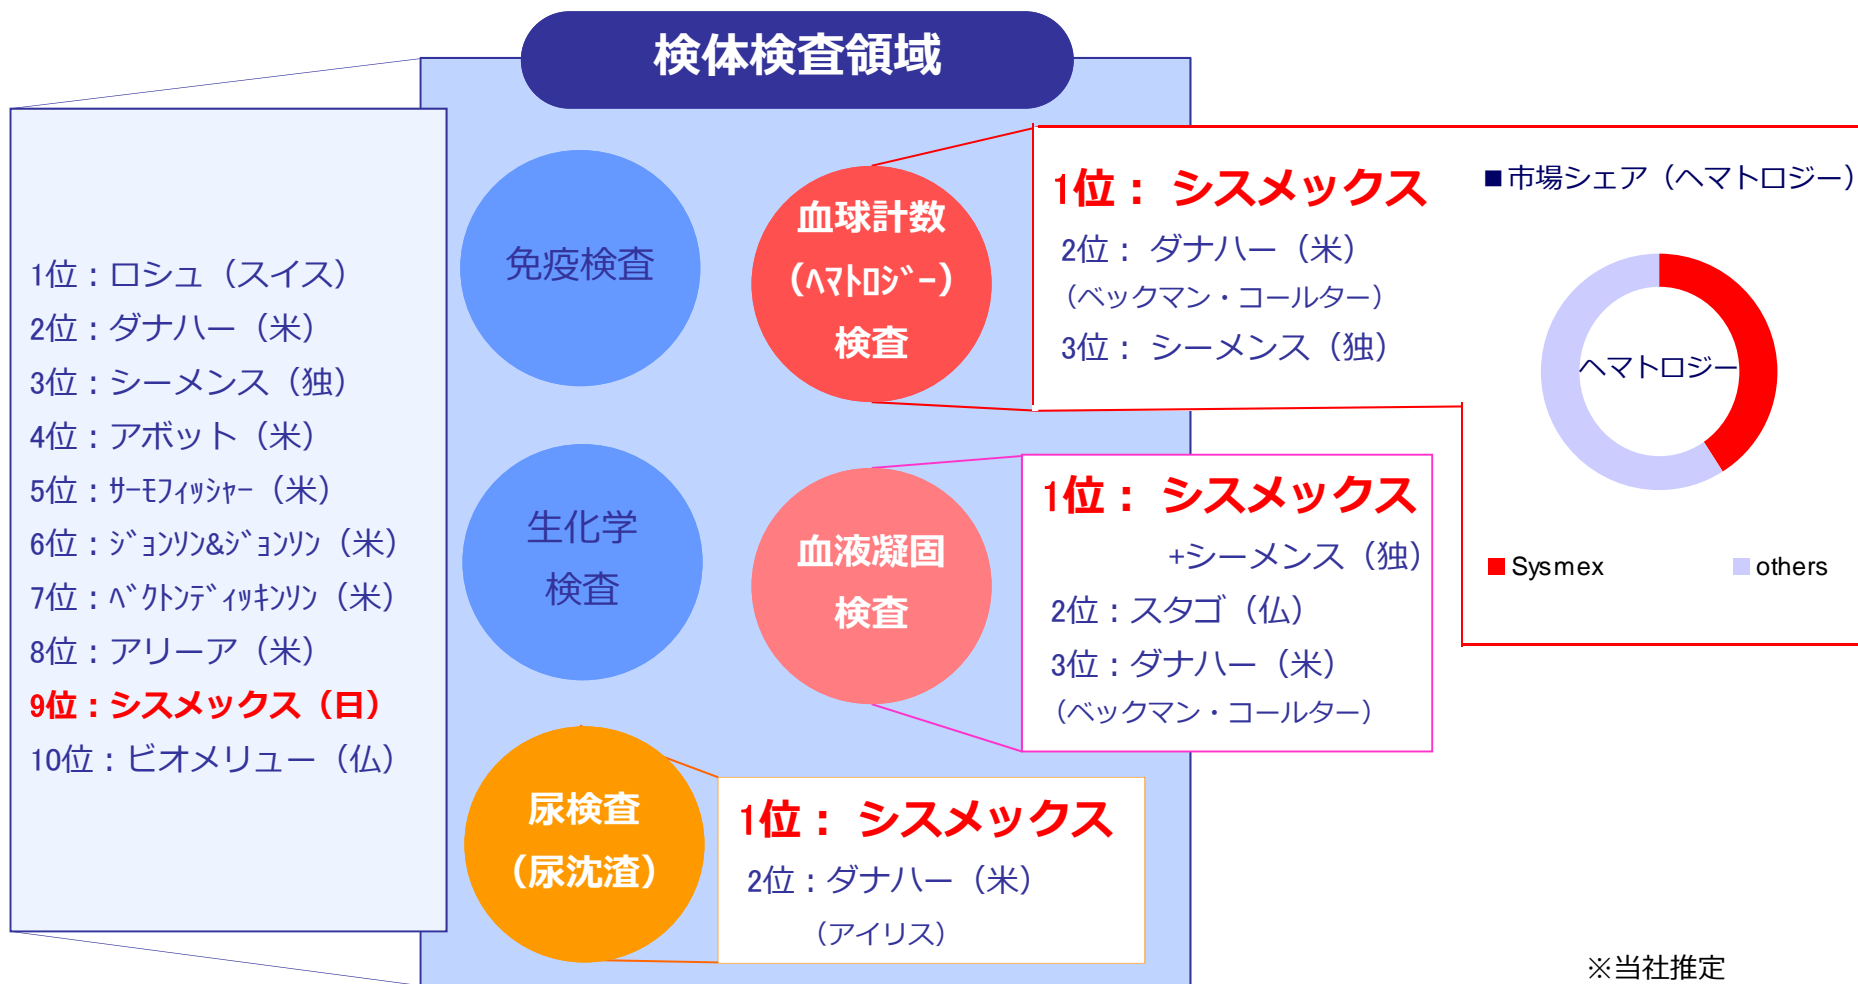 検体検査領域
1位：ロシュ（スイス）
2位：ダナハー（米）
3位：シーメンス（独）
4位：アボット（米）
5位：ｻｰﾓﾌｨｯｼｬｰ（米）
6位：ｼﾞｮﾝｿﾝ&ｼﾞｮﾝｿﾝ（米）
7位：ﾍﾞｸﾄﾝﾃﾞｨｯｷﾝｿﾝ（米）
8位：アリーア（米）
9位：シスメックス（日）
10位：ビオメリュー（仏）
免疫検査
血球計数
（ﾍﾏﾄﾛｼﾞｰ）
検査
1位： シスメックス
2位： ダナハー（米）
（ベックマン・コールター）
3位： シーメンス（独）
■市場シェア（ヘマトロジー）
ヘマトロジー
Sysmex
others
生化学
検査
血液凝固
検査
1位： シスメックス
+シーメンス（独）
2位：スタゴ（仏）
3位：ダナハー（米）
（ベックマン・コールター）
尿検査
（尿沈渣）
1位： シスメックス
2位：ダナハー（米）
（アイリス）
※当社推定